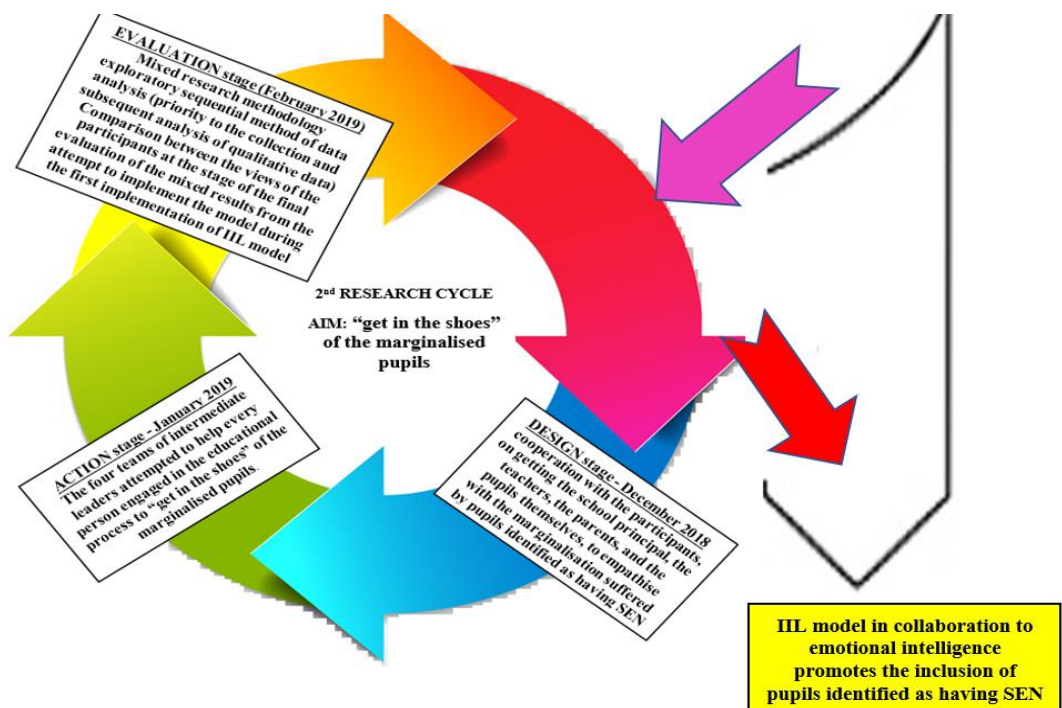 EVALUATION stage (February 2019)
Mixed research methodology
exploratory sequential method of data
analysis (priority to the collection and
subsequent analysis of qualitative data)
Comparison between the views of the
participants at the stage of the final
evaluation of the mixed results from the
attempt to implement the model during
the first implementation of IIL model
2nd RESEARCH CYCLE
AIM: “get in the shoes”
of the marginalised
pupils
ACTION stage - January 2019
The four teams of intermediate
leaders attempted to help every
person engaged in the educational
process to “get in the shoes” of the
marginalised pupils.
DESIGN stage - December 2018
cooperation with the participants,
on getting the school principal, the
teachers, the parents, and the
pupils themselves, to empathise
with the marginalisation suffered
by pupils identified as having SEN
IIL model in collaboration to
emotional intelligence
promotes the inclusion of
pupils identified as having SEN